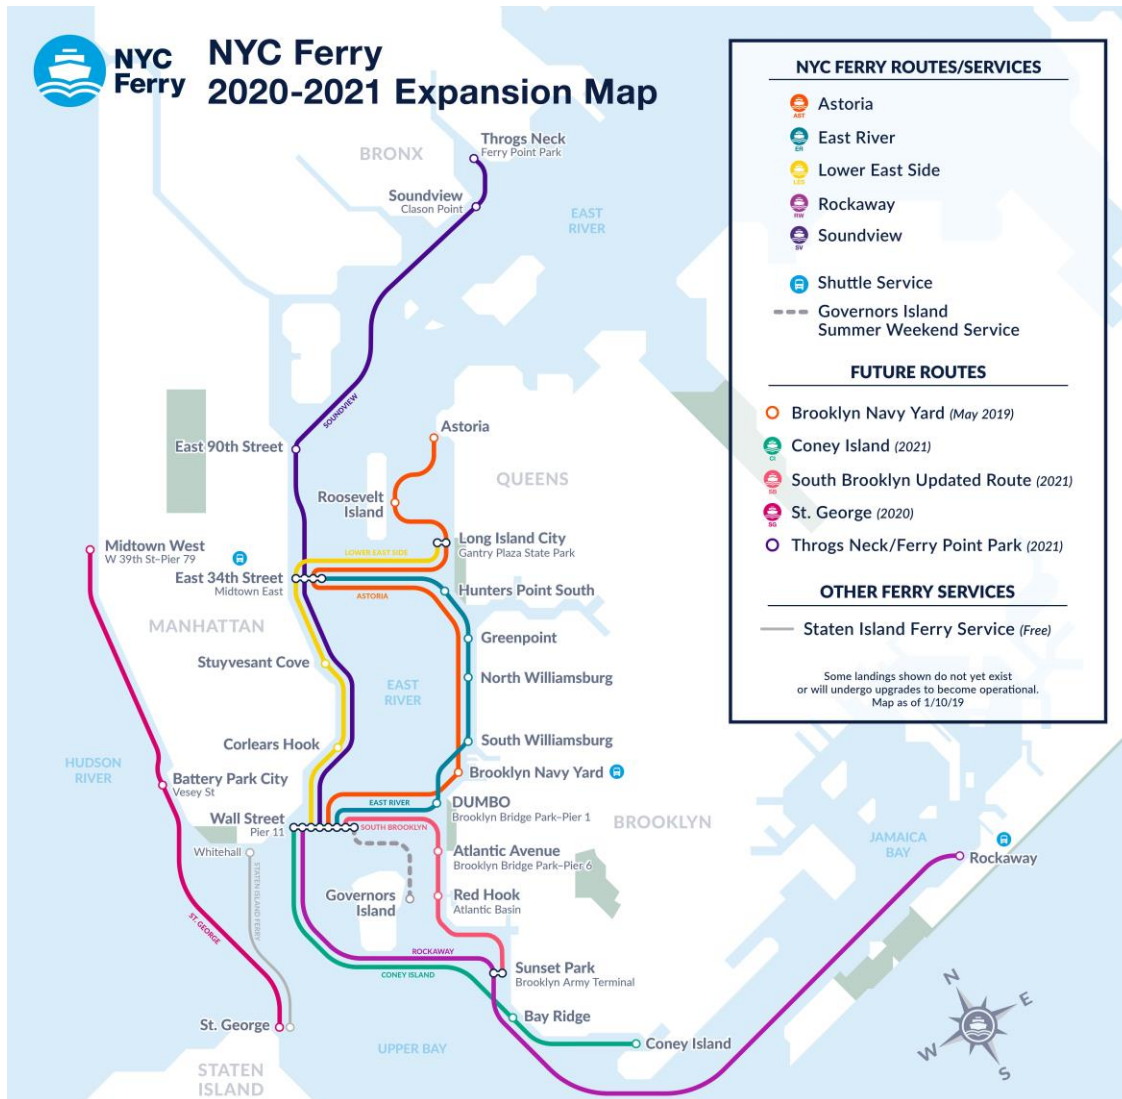 NYC
Ferry
NYC Ferry
2020-2021 Expansion Map
NYC FERRY ROUTES/SERVICES
AST
Astoria
ER
East River
LES
Lower East Side
RW
Rockaway
SV
Soundview
Shuttle Service
Governors Island
Summer Weekend Service
FUTURE ROUTES
Brooklyn Navy Yard (May 2019)
CI
Coney Island (2021)
SB
South Brooklyn Updated Route (2021)
SG
St. George (2020)
Throgs Neck/Ferry Point Park (2021)
OTHER FERRY SERVICES
Staten Island Ferry Service (Free)
Some landings shown do not yet exist
or will undergo upgrades to become operational.
Map as of 1/10/19
BRONX
Throgs Neck
Ferry Point Park
Soundview
Clason Point
EAST
RIVER
SOUNDVIEW
East 90th Street
Astoria
QUEENS
Roosevelt
Island
Long Island City
Gantry Plaza State Park
Midtown West
W 39th St–Pier 79
LOWER EAST SIDE
East 34th Street
Midtown East
ASTORIA
Hunters Point South
MANHATTAN
Greenpoint
Stuyvesant Cove
North Williamsburg
EAST
RIVER
Corlears Hook
South Williamsburg
HUDSON
RIVER
Battery Park City
Vesey St
Brooklyn Navy Yard
EAST RIVER
DUMBO
Brooklyn Bridge Park–Pier 1
Wall Street
Pier 11
SOUTH BROOKLYN
BROOKLYN
JAMAICA
BAY
Whitehall
Atlantic Avenue
Brooklyn Bridge Park–Pier 6
Rockaway
STATEN ISLAND FERRY
Governors
Island
Red Hook
Atlantic Basin
ST. GEORGE
ROCKAWAY
CONEY ISLAND
Sunset Park
Brooklyn Army Terminal
St. George
Bay Ridge
UPPER BAY
Coney Island
STATEN
ISLAND
N
E
W
S